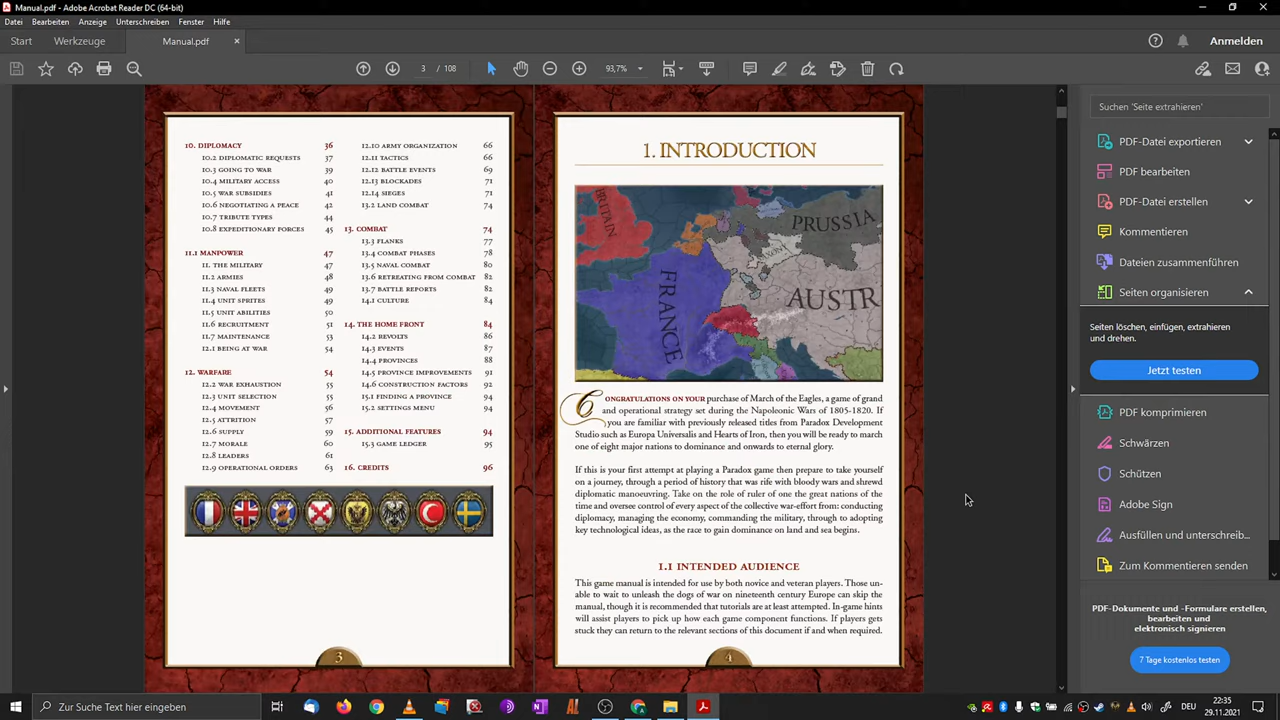 Manual.pdf - Adobe Acrobat Reader DC (64-bit)
Datei Bearbeiten Anzeige Unterschreiben Fenster Hilfe
Start Werkzeuge Manual.pdf × Anmelden
3 / 108 93,7%
10. DIPLOMACY 36
10.2 DIPLOMATIC REQUESTS 37
10.3 GOING TO WAR 39
10.4 MILITARY ACCESS 40
10.5 WAR SUBSIDIES 41
10.6 NEGOTIATING A PEACE 42
10.7 TRIBUTE TYPES 44
10.8 EXPEDITIONARY FORCES 45
11.1 MANPOWER 47
11. THE MILITARY 47
11.2 ARMIES 48
11.3 NAVAL FLEETS 49
11.4 UNIT SPRITES 49
11.5 UNIT ABILITIES 50
11.6 RECRUITMENT 51
11.7 MAINTENANCE 53
12.1 BEING AT WAR 54
12. WARFARE 54
12.2 WAR EXHAUSTION 55
12.3 UNIT SELECTION 55
12.4 MOVEMENT 56
12.5 ATTRITION 57
12.6 SUPPLY 59
12.7 MORALE 60
12.8 LEADERS 61
12.9 OPERATIONAL ORDERS 63
12.10 ARMY ORGANIZATION 66
12.11 TACTICS 66
12.12 BATTLE EVENTS 69
12.13 BLOCKADES 71
12.14 SIEGES 71
13.2 LAND COMBAT 74
13. COMBAT 74
13.3 FLANKS 77
13.4 COMBAT PHASES 78
13.5 NAVAL COMBAT 80
13.6 RETREATING FROM COMBAT 82
13.7 BATTLE REPORTS 82
14.1 CULTURE 84
14. THE HOME FRONT 84
14.2 REVOLTS 86
14.3 EVENTS 87
14.4 PROVINCES 88
14.5 PROVINCE IMPROVEMENTS 91
14.6 CONSTRUCTION FACTORS 92
15.1 FINDING A PROVINCE 94
15.2 SETTINGS MENU 94
15. ADDITIONAL FEATURES 94
15.3 GAME LEDGER 95
16. CREDITS 96
3
1. INTRODUCTION
BRITAIN
PRUSSIA
FRANCE
AUSTR
CONGRATULATIONS ON YOUR purchase of March of the Eagles, a game of grand
and operational strategy set during the Napoleonic Wars of 1805-1820. If
you are familiar with previously released titles from Paradox Development
Studio such as Europa Universalis and Hearts of Iron, then you will be ready to march
one of eight major nations to dominance and onwards to eternal glory.
If this is your first attempt at playing a Paradox game then prepare to take yourself
on a journey, through a period of history that was rife with bloody wars and shrewd
diplomatic manoeuvring. Take on the role of ruler of one the great nations of the
time and oversee control of every aspect of the collective war-effort from: conducting
diplomacy, managing the economy, commanding the military, through to adopting
key technological ideas, as the race to gain dominance on land and sea begins.
1.1 INTENDED AUDIENCE
This game manual is intended for use by both novice and veteran players. Those un-
able to wait to unleash the dogs of war on nineteenth century Europe can skip the
manual, though it is recommended that tutorials are at least attempted. In-game hints
will assist players to pick up how each game component functions. If players gets
stuck they can return to the relevant sections of this document if and when required.
4
Suchen 'Seite extrahieren'
PDF exportieren
PDF bearbeiten
PDF erstellen
Kommentieren
Dateien zusammenführen
Seiten organisieren
Seiten löschen, einfügen, extrahieren
und drehen.
Jetzt testen
PDF komprimieren
Schwärzen
Schützen
Adobe Sign
Ausfüllen und unterschreib...
Zum Kommentieren senden
PDF-Dokumente und -Formulare erstellen,
bearbeiten und
elektronisch signieren
7 Tage kostenlos testen
Zur Suche Text hier eingeben
22:35
29.11.2021